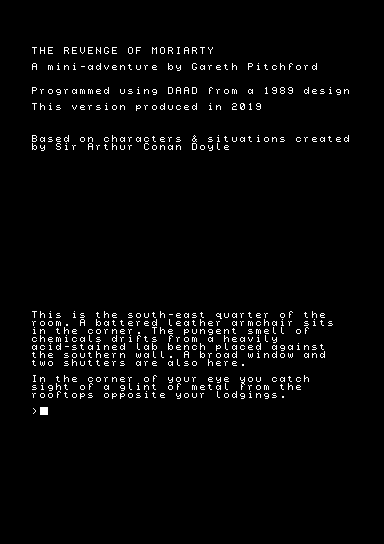 THE REVENGE OF MORIARTY
A mini-adventure by Gareth Pitchford
Programmed using DAAD from a 1989 design
This version produced in 2019
Based on characters & situations created
by Sir Arthur Conan Doyle
This is the south-east quarter of the
room. A battered leather armchair sits
in the corner. The pungent smell of
chemicals drifts from a heavily
acid-stained lab bench placed against
the southern wall. A broad window and
two shutters are also here.
In the corner of your eye you catch
sight of a glint of metal from the
rooftops opposite your lodgings.
>